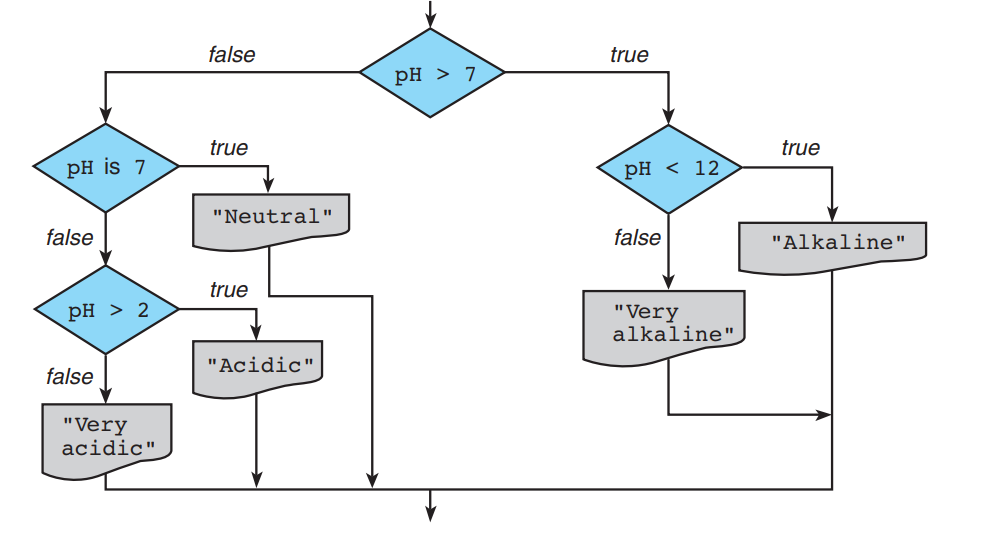 false
true
pH > 7
pH is 7
true
pH < 12
true
"Neutral"
false
false
"Alkaline"
pH > 2
true
"Very
alkaline"
"Acidic"
false
"Very
acidic"